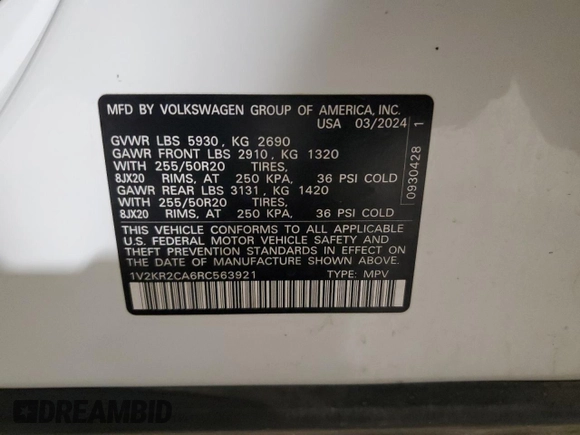 MFD BY VOLKSWAGEN GROUP OF AMERICA, INC.
USA 03/2024
1
GVWR LBS 5930, KG 2690
GAWR FRONT LBS 2910, KG 1320
WITH 255/50R20 TIRES,
8JX20 RIMS, AT 250 KPA, 36 PSI COLD
GAWR REAR LBS 3131, KG 1420
WITH 255/50R20 TIRES,
8JX20 RIMS, AT 250 KPA, 36 PSI COLD
0930428
THIS VEHICLE CONFORMS TO ALL APPLICABLE
U.S. FEDERAL MOTOR VEHICLE SAFETY AND
THEFT PREVENTION STANDARDS IN EFFECT ON
THE DATE OF MANUFACTURE SHOWN ABOVE.
1V2KR2CA6RC563921 TYPE: MPV
DREAMBID